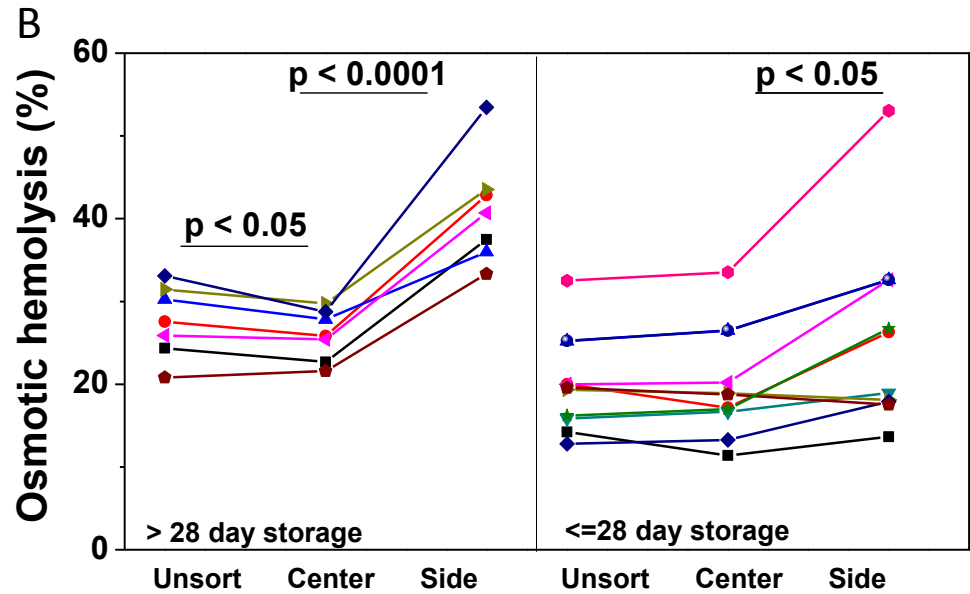 B
Osmotic hemolysis (%)
60
40
20
0
p < 0.0001
p < 0.05
> 28 day storage
p < 0.05
<=28 day storage
Unsort Center Side Unsort Center Side